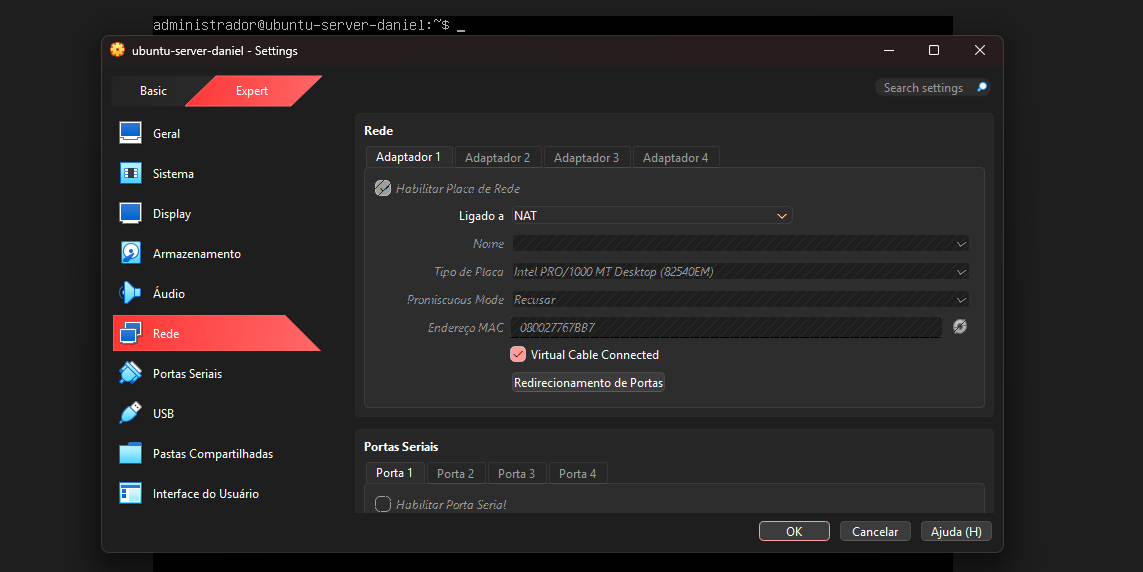 administrador@ubuntu-server-daniel:~$ _
ubuntu-server-daniel - Settings
Basic
Expert
Search settings
Geral
Sistema
Display
Armazenamento
Áudio
Rede
Portas Seriais
USB
Pastas Compartilhadas
Interface do Usuário
Rede
Adaptador 1
Adaptador 2
Adaptador 3
Adaptador 4
Habilitar Placa de Rede
Ligado a NAT
Nome
Tipo de Placa Intel PRO/1000 MT Desktop (82540EM)
Promiscuous Mode Recusar
Endereço MAC 080027767BB7
Virtual Cable Connected
Redirecionamento de Portas
Portas Seriais
Porta 1
Porta 2
Porta 3
Porta 4
Habilitar Porta Serial
OK
Cancelar
Ajuda (H)